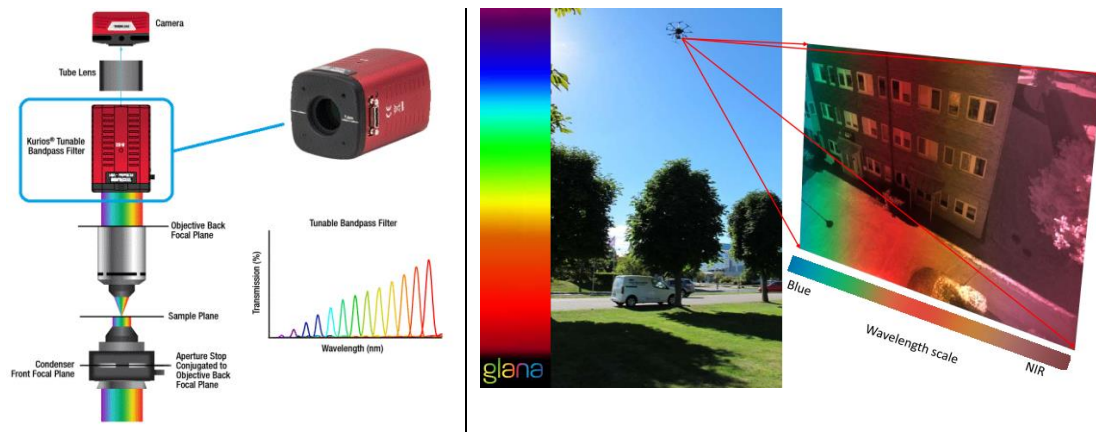 Camera
Tube Lens
Kurios® Tunable
Bandpass Filter
Objective Back
Focal Plane
Tunable Bandpass Filter
Transmission (%)
Wavelength (nm)
Sample Plane
Condenser
Front Focal Plane
Aperture Stop
Conjugated to
Objective Back
Focal Plane
glana
Blue
Wavelength scale
NIR